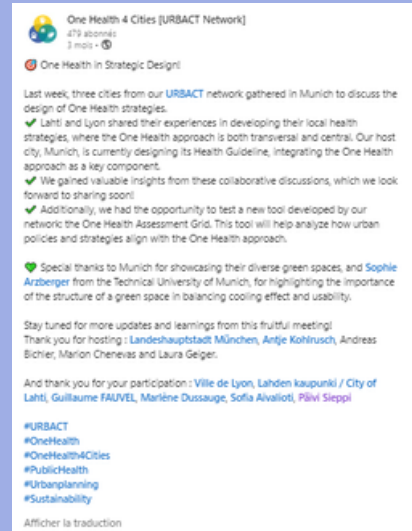 One Health 4 Cities [URBACT Network]
479 abonnés
3 mois •
One Health in Strategic Design!
Last week, three cities from our URBACT network gathered in Munich to discuss the
design of One Health strategies.
✔ Lahti and Lyon shared their experiences in developing their local health
strategies, where the One Health approach is both transversal and central. Our host
city, Munich, is currently designing its Health Guideline, integrating the One Health
approach as a key component.
✔ We gained valuable insights from these collaborative discussions, which we look
forward to sharing soon!
✔ Additionally, we had the opportunity to test a new tool developed by our
network: the One Health Assessment Grid. This tool will help analyze how urban
policies and strategies align with the One Health approach.
💚 Special thanks to Munich for showcasing their diverse green spaces, and Sophie
Arzberger from the Technical University of Munich, for highlighting the importance
of the structure of a green space in balancing cooling effect and usability.
Stay tuned for more updates and learnings from this fruitful meeting!
Thank you for hosting : Landeshauptstadt München, Antje Kohlrusch, Andreas
Bichler, Marion Chenevas and Laura Geiger.
And thank you for your participation : Ville de Lyon, Lahden kaupunki / City of
Lahti, Guillaume FAUVEL, Marlène Dussauge, Sofia Aivalioti, Päivi Sieppi
#URBACT
#OneHealth
#OneHealth4Cities
#PublicHealth
#Urbanplanning
#Sustainability
Afficher la traduction